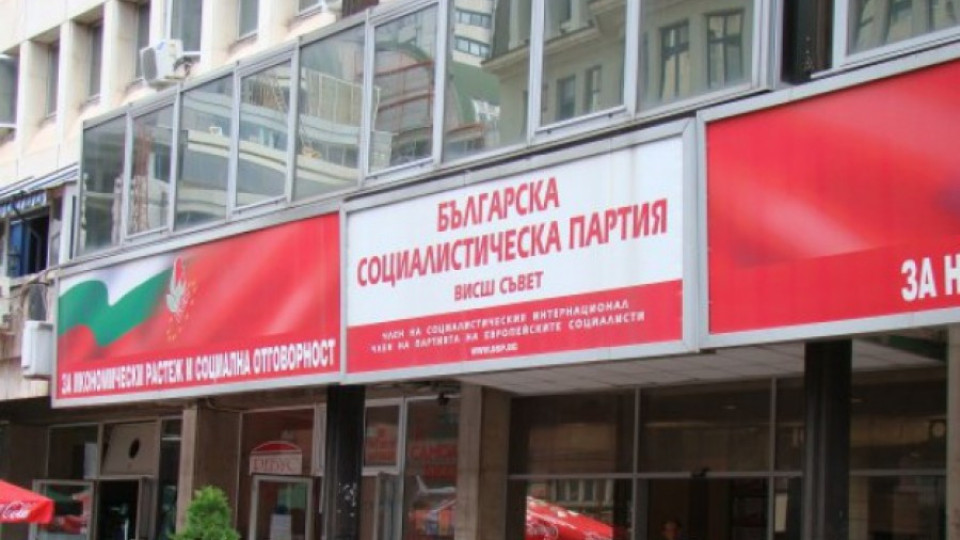 БЪЛГАРСКА
СОЦИАЛИСТИЧЕСКА ПАРТИЯ
ВИСШ СЪВЕТ
ЧЛЕН НА СОЦИАЛИСТИЧЕСКИЯ ИНТЕРНАЦИОНАЛ
ЧЛЕН НА ПАРТИЯТА НА ЕВРОПЕЙСКИТЕ СОЦИАЛИСТИ
WWW.BSP.BG
ЗА ИКОНОМИЧЕСКИ РАСТЕЖ И СОЦИАЛНА ОТГОВОРНОСТ
ЗА Н